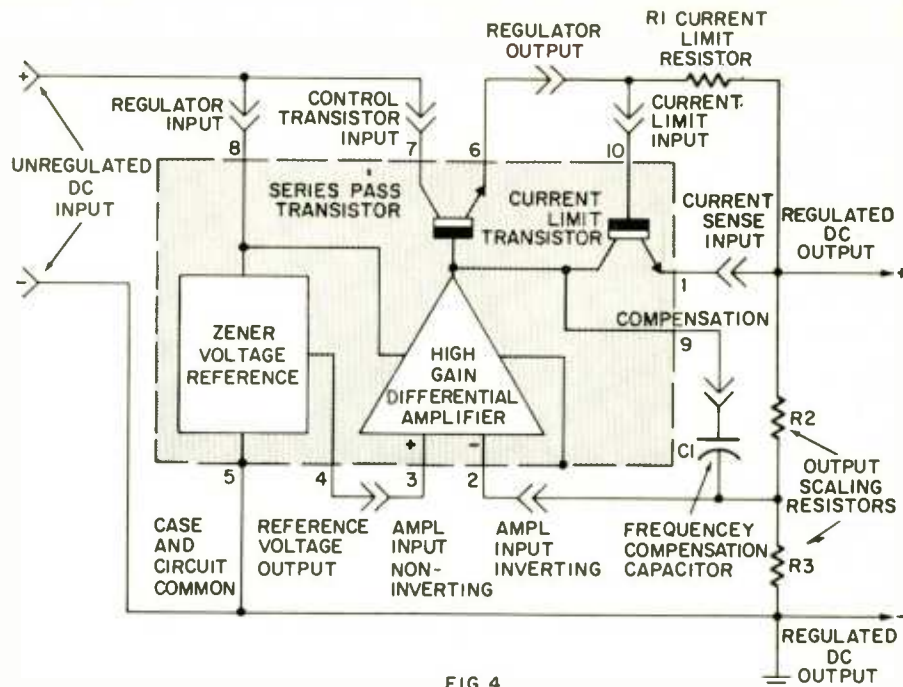 REGULATOR
OUTPUT
R1 CURRENT
LIMIT
RESISTOR
+
REGULATOR
INPUT
CONTROL
TRANSISTOR
INPUT
CURRENT
LIMIT
INPUT
UNREGULATED
DC
INPUT
8
7
6
10
SERIES PASS
TRANSISTOR
CURRENT
LIMIT
TRANSISTOR
CURRENT
SENSE
INPUT
REGULATED
DC
OUTPUT
-
+
1
ZENER
VOLTAGE
REFERENCE
HIGH
GAIN
DIFFERENTIAL
AMPLIFIER
COMPENSATION
9
R2
+
-
C1
5
4
3
2
OUTPUT
SCALING
RESISTORS
CASE
AND
CIRCUIT
COMMON
REFERENCE
VOLTAGE
OUTPUT
AMPL
INPUT
NON-
INVERTING
AMPL
INPUT
INVERTING
FREQUENCEY
COMPENSATION
CAPACITOR
R3
-
REGULATED
DC
OUTPUT
FIG. 4